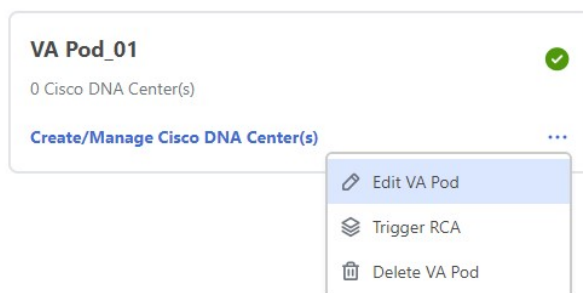 VA Pod_01
0 Cisco DNA Center(s)
Create/Manage Cisco DNA Center(s)
Edit VA Pod
Trigger RCA
Delete VA Pod